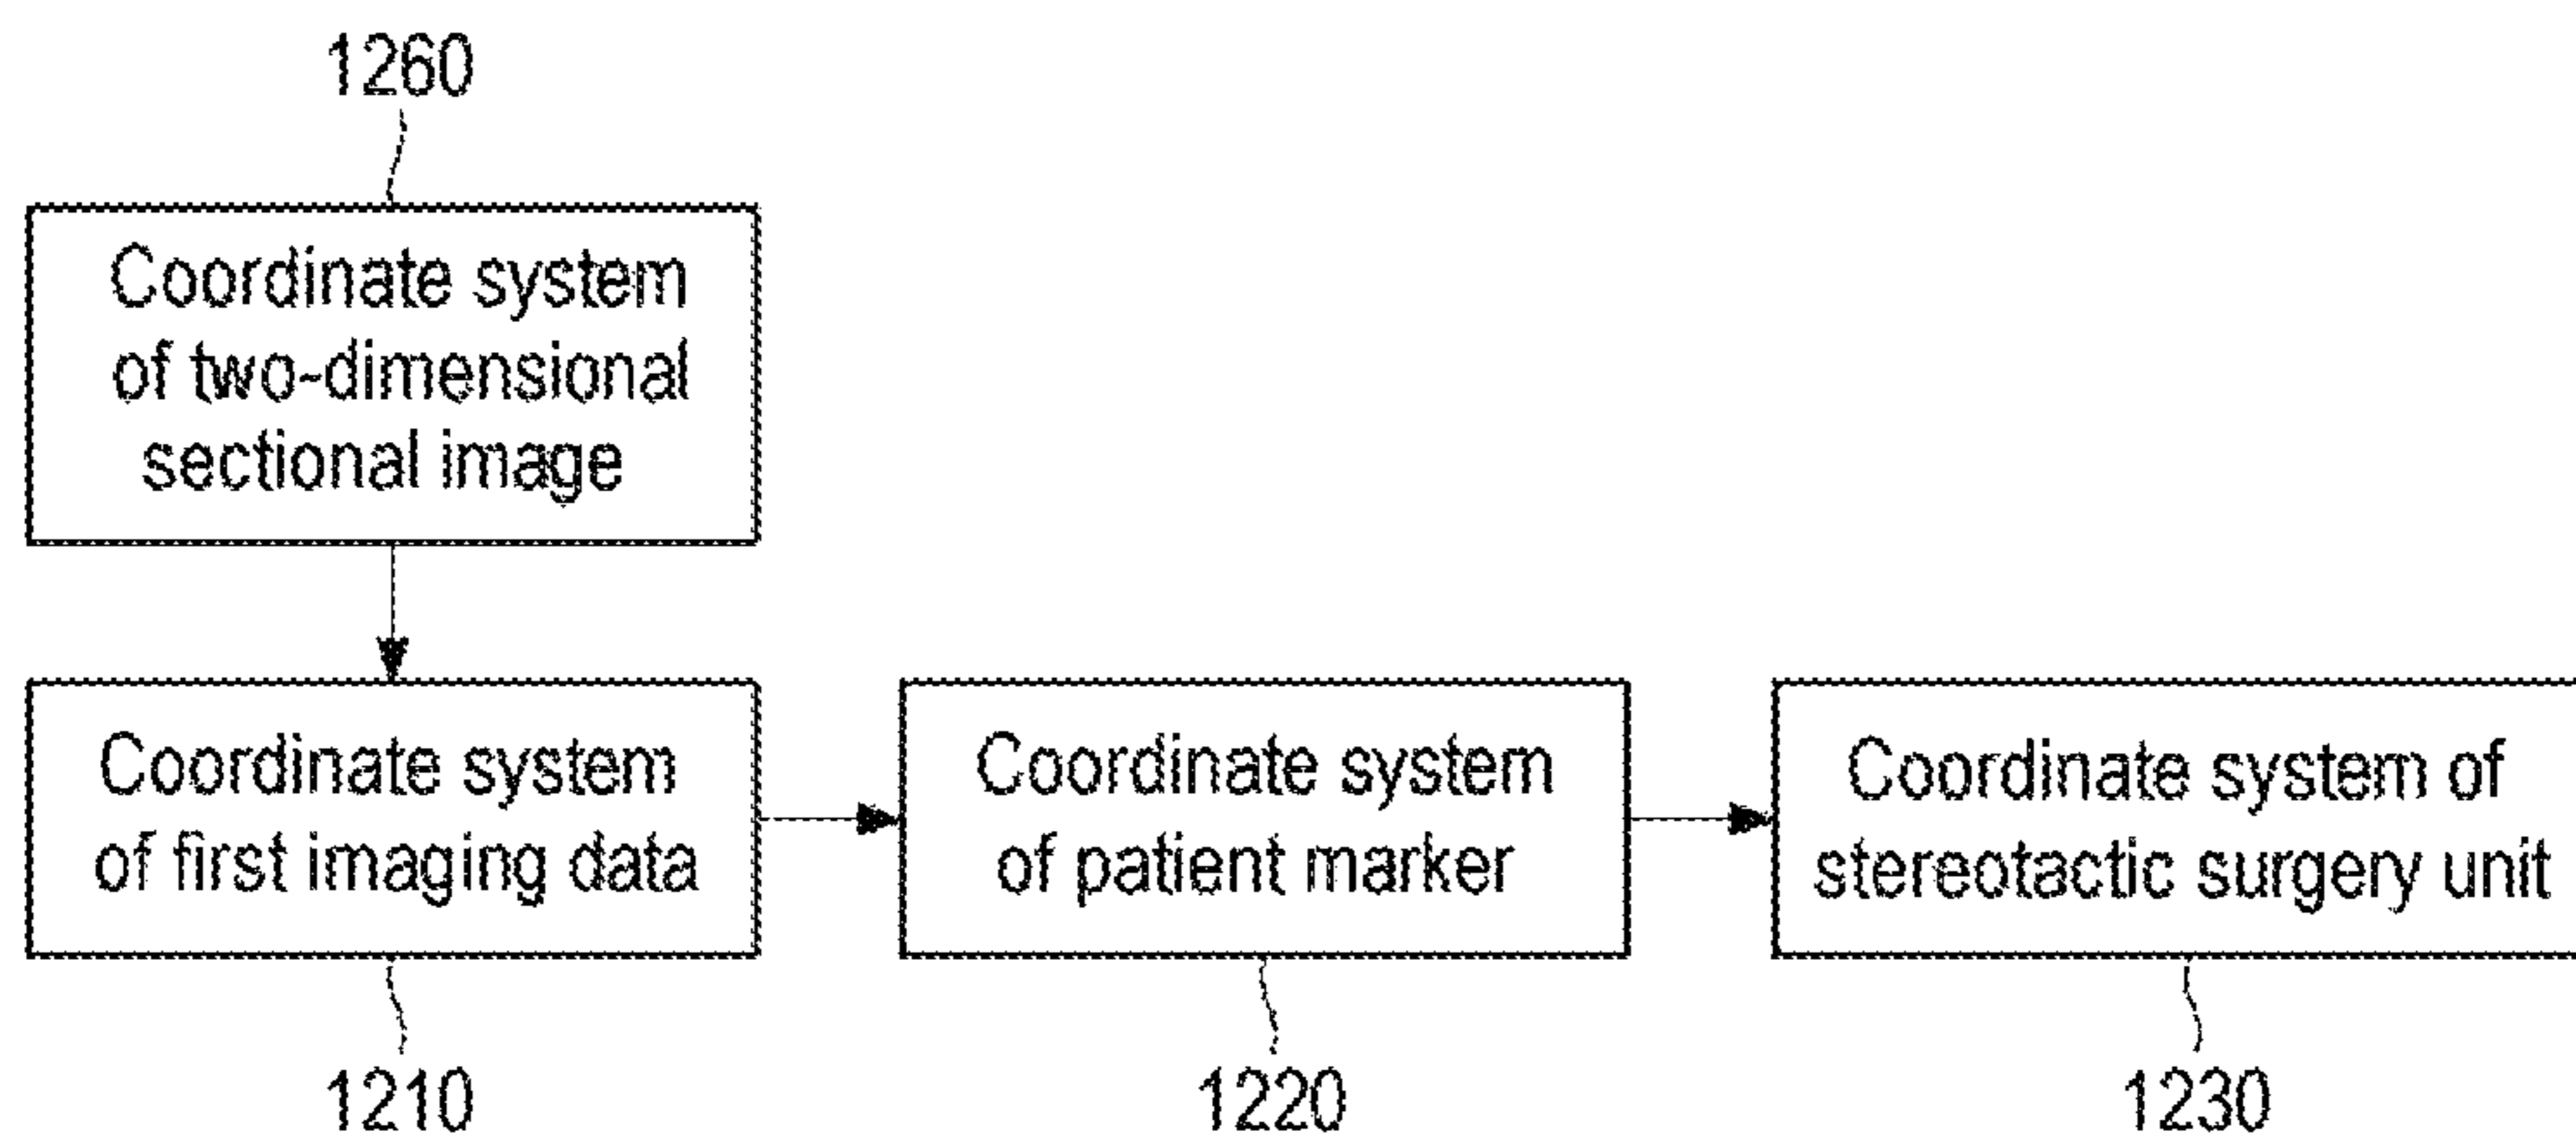 1260
Coordinate system
of two-dimensional
sectional image
Coordinate system
of first imaging data
Coordinate system
of patient marker
Coordinate system of
stereotactic surgery unit
1210
1220
1230